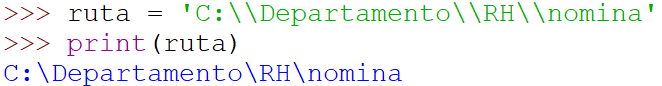 >>> ruta = 'C:\\Departamento\\RH\\nomina'
>>> print(ruta)
C:\Departamento\RH\nomina